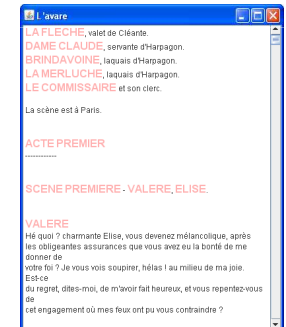 L'avare
LA FLECHE, valet de Cléante.
DAME CLAUDE, servante d'Harpagon.
BRINDAVOINE, laquais d'Harpagon.
LA MERLUCHE, laquais d'Harpagon.
LE COMMISSAIRE et son clerc.
La scène est à Paris.
ACTE PREMIER
------------
SCENE PREMIERE - VALERE, ELISE.
VALERE
Hé quoi ? charmante Elise, vous devenez mélancolique, après
les obligeantes assurances que vous avez eu la bonté de me
donner de
votre foi ? Je vous vois soupirer, hélas ! au milieu de ma joie.
Est-ce
du regret, dites-moi, de m'avoir fait heureux, et vous repentez-vous
de
cet engagement où mes feux ont pu vous contraindre ?